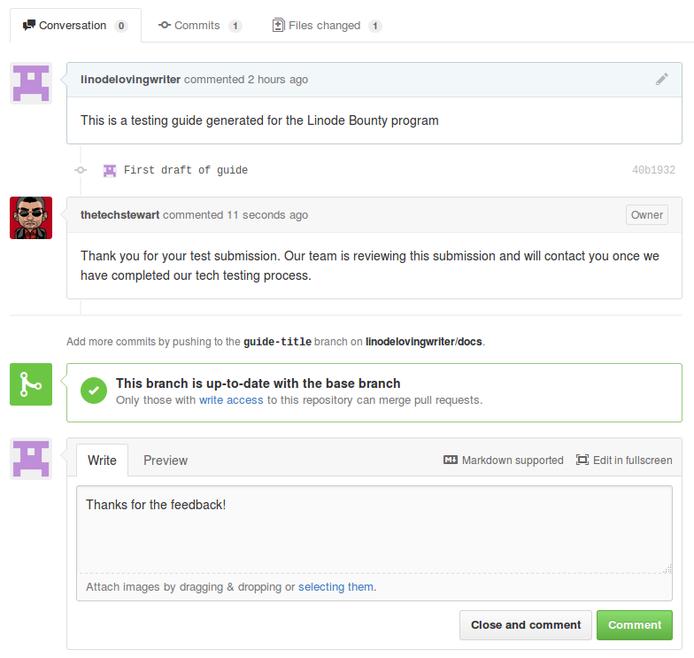 Conversation 0 Commits 1 Files changed 1
linodelovingwriter commented 2 hours ago
This is a testing guide generated for the Linode Bounty program
First draft of guide 40b1932
thetechstewart commented 11 seconds ago Owner
Thank you for your test submission. Our team is reviewing this submission and will contact you once we
have completed our tech testing process.
Add more commits by pushing to the guide-title branch on linodelovingwriter/docs.
This branch is up-to-date with the base branch
Only those with write access to this repository can merge pull requests.
Write Preview Markdown supported Edit in fullscreen
Thanks for the feedback!
Attach images by dragging & dropping or selecting them.
Close and comment Comment